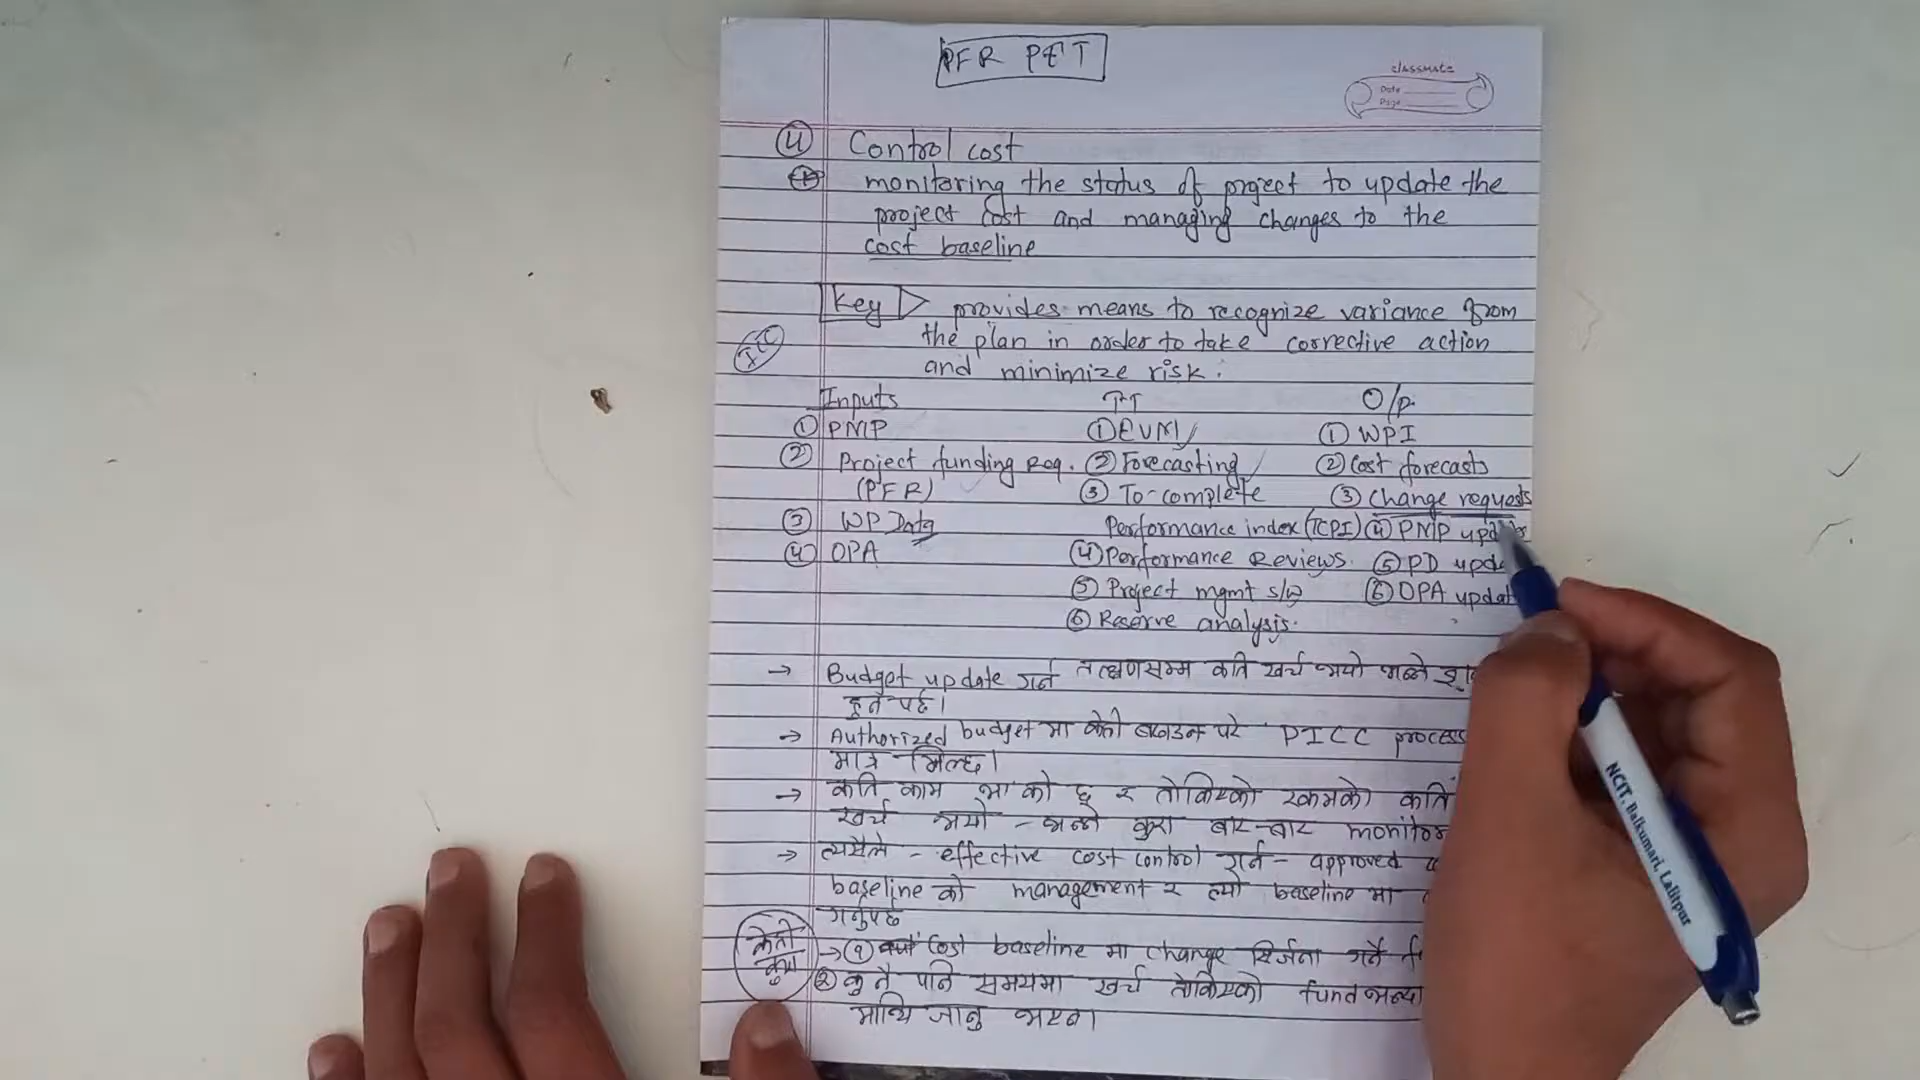 PFR PET
classmate
Date
Page
④ Control cost
monitoring the status of project to update the
project cost and managing changes to the
cost baseline
Key provides means to recognize variance from
the plan in order to take corrective action
and minimize risk.
Inputs TT O/p
① PMP ① EVM ① WPI
② Project funding Req. ② Forecasting ② Cost forecasts
(PFR) ③ To-complete ③ change requests
③ WP Data Performance index (TCPI) ④ PMP
④ OPA ④ Performance Reviews. ⑤ PD
⑤ Project mgmt s/w ⑥ OPA
⑥ Reserve analysis.
→ Budget update गर्न तत्क्षणसम्म कति खर्च भयो भन्ने
हुनै पर्छ।
→ Authorized budget मा केही बढाउन परे PICC process
मात्र मिल्छ।
→ कति काम भा को छ र तोकिएको रकमको कति
खर्च भयो - भन्ने कुरा बार-बार monitor
→ त्यसैले - effective cost control गर्न - approved
baseline को management र त्यो baseline मा
गर्नुपर्छ
केही कुरा → ① cost baseline मा change सिर्जना गर्ने
② कुनै पनि समयमा खर्च तोकिएको fund भन्दा
माथि जानु भएन।
NCIT, Balkumari, Lalitpur